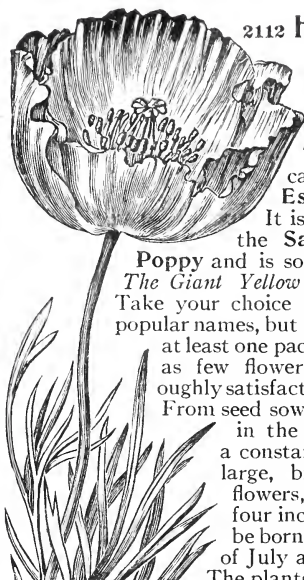 2112
ca
Es
It is
the Sa
Poppy and is so
The Giant Yellow
Take your choice
popular names, but
at least one pac
as few flower
oughly satisfact
From seed sow
in the
a consta
large, b
flowers,
four inc
be born
of July a
The plant